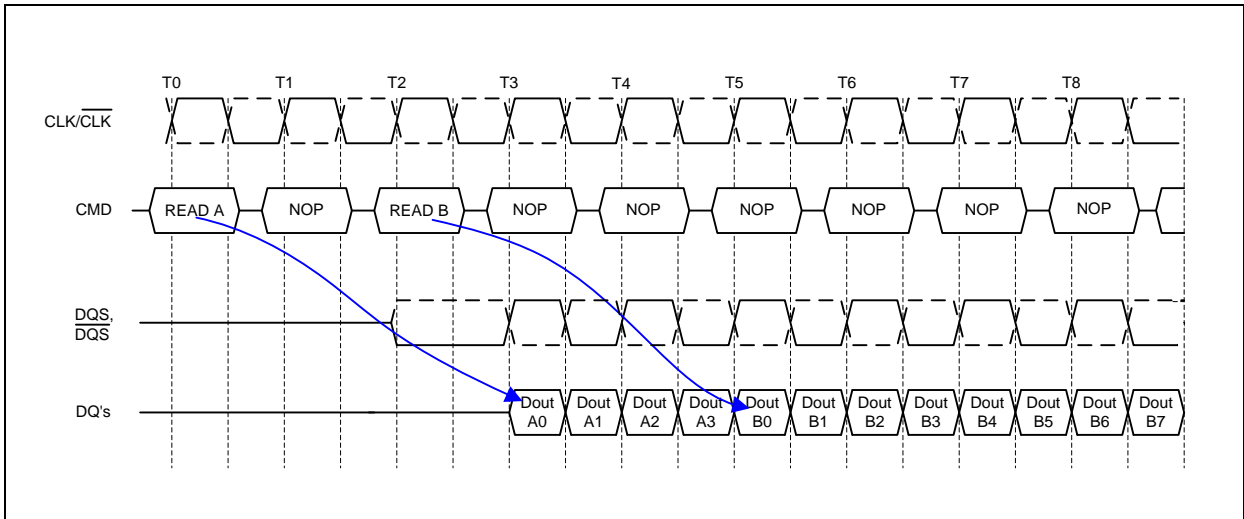 T0 T1 T2 T3 T4 T5 T6 T7 T8
CLK/CLK
CMD READ A NOP READ B NOP NOP NOP NOP NOP NOP
DQS,
DQS
DQ's
Dout Dout Dout Dout Dout Dout Dout Dout Dout Dout Dout Dout
A0 A1 A2 A3 B0 B1 B2 B3 B4 B5 B6 B7